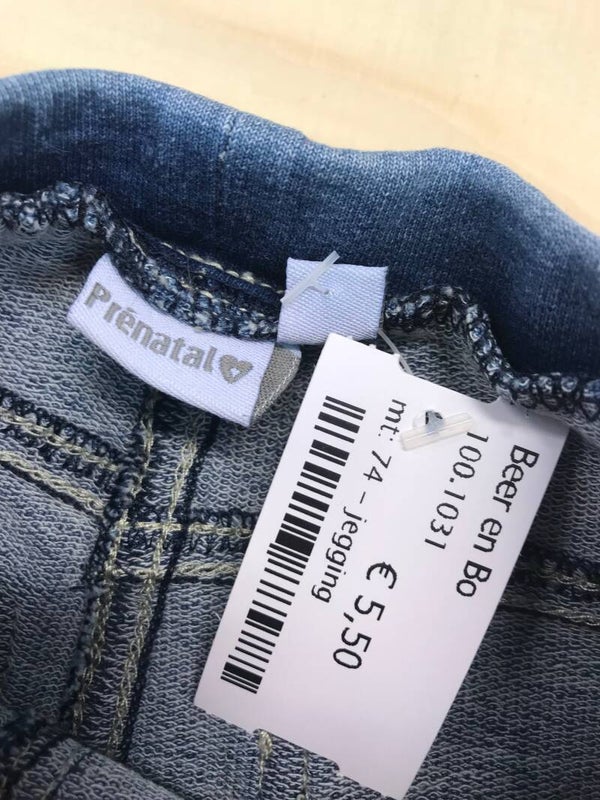 Prénatal
Beer en Bo
100.1031
€ 5,50
mt: 74 - jegging